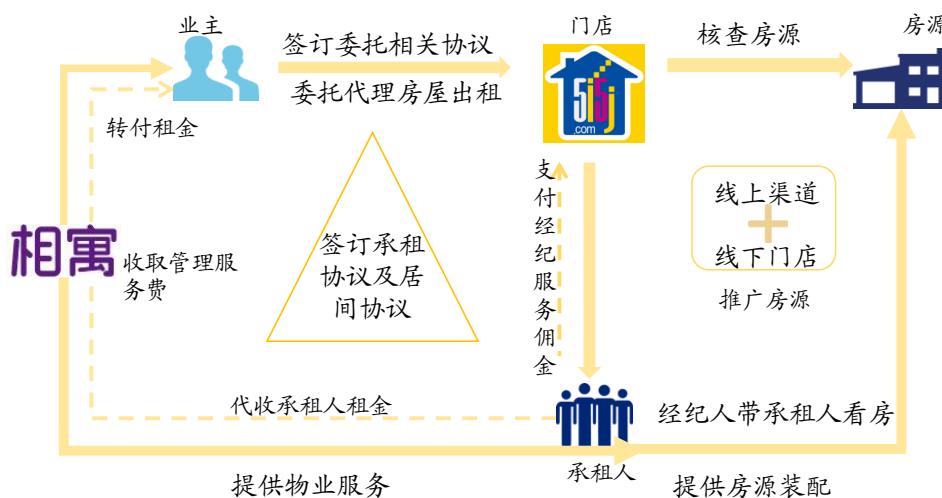 业主
签订委托相关协议
门店
核查房源
房源
委托代理房屋出租
5i5j
.com
转付租金
支付经纪服务佣金
线上渠道
线下门店
推广房源
相寓
收取管理服
务费
签订承租
协议及居
间协议
代收承租人租金
经纪人带承租人看房
承租人
提供物业服务
提供房源装配